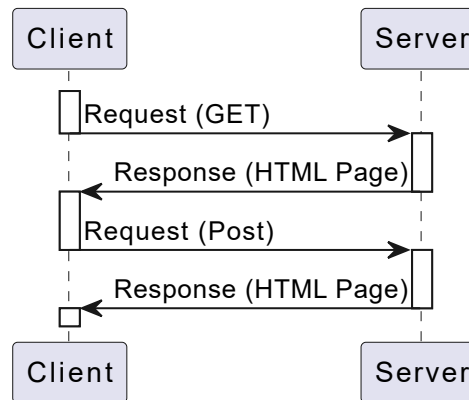 Client Server
Request (GET)
Response (HTML Page)
Request (Post)
Response (HTML Page)
Client Server